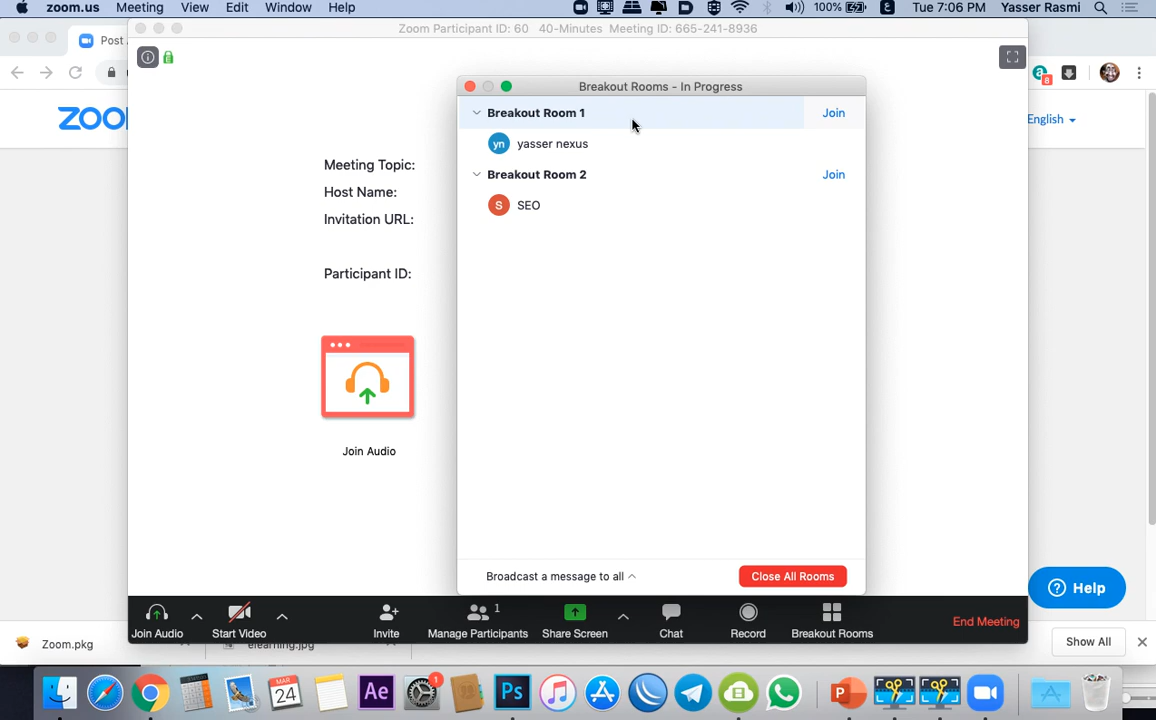 zoom.us Meeting View Edit Window Help 100% Tue 7:06 PM Yasser Rasmi
Zoom Participant ID: 60 40-Minutes Meeting ID: 665-241-8936
Post
8
ZOO
English
Breakout Rooms - In Progress
Breakout Room 1 Join
yn yasser nexus
Breakout Room 2 Join
S SEO
Meeting Topic:
Host Name:
Invitation URL:
Participant ID:
Join Audio
Broadcast a message to all Close All Rooms
Help
1
Join Audio Start Video Invite Manage Participants Share Screen Chat Record Breakout Rooms End Meeting
Zoom.pkg elearning.jpg Show All
MAR
24
Ae
1
Ps
P